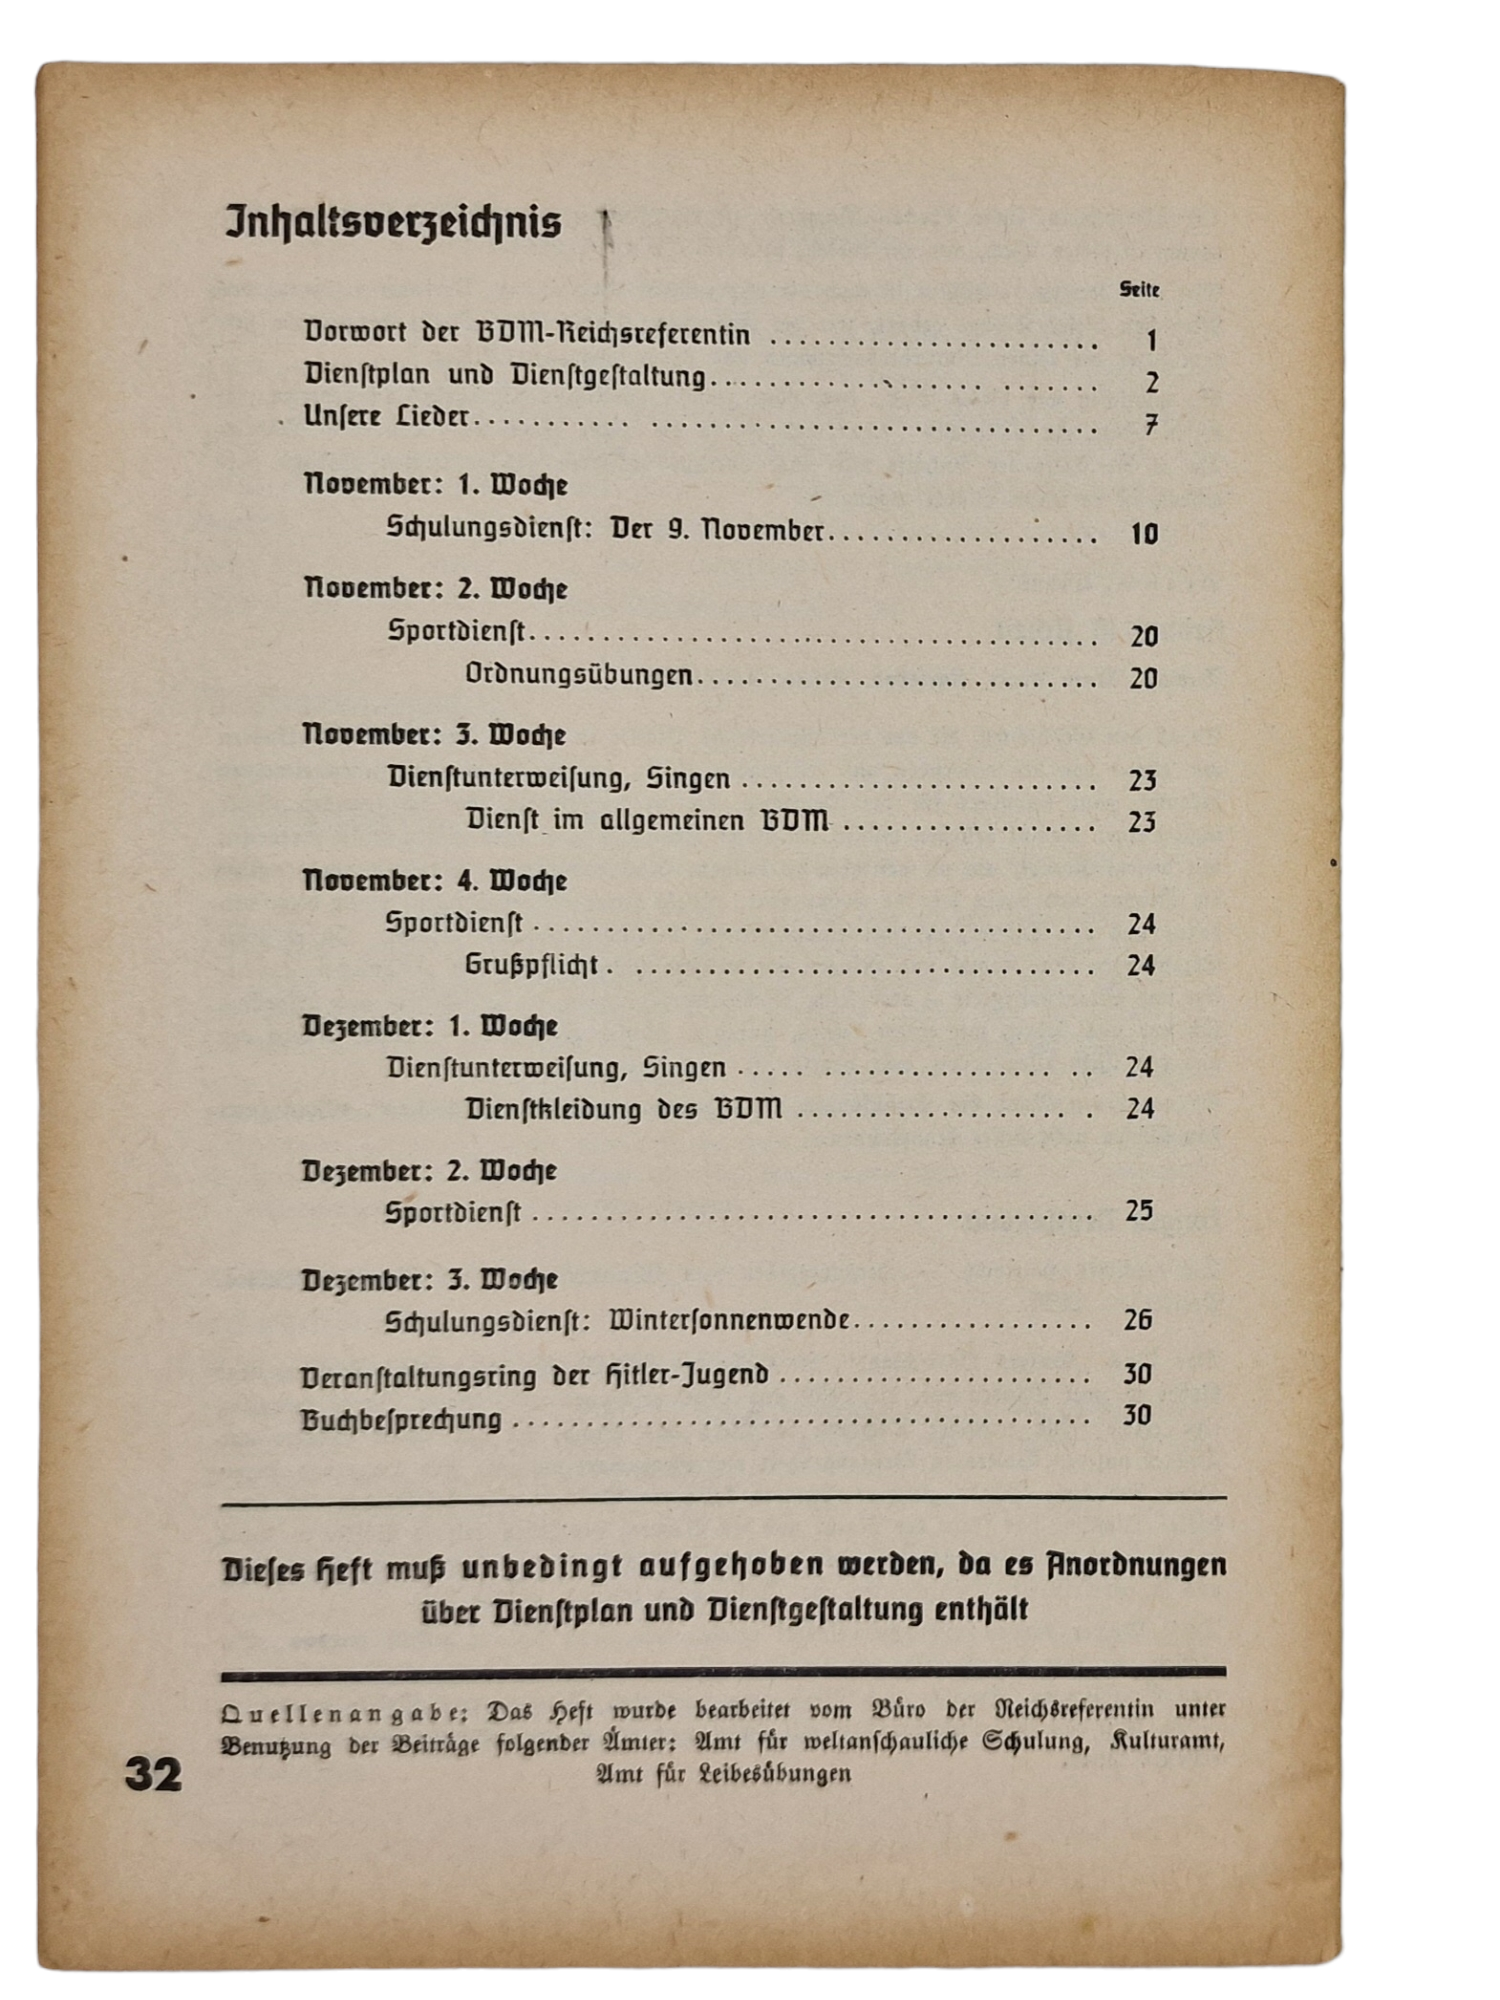 Inhaltsverzeichnis
Seite
Vorwort der BDM-Reichsreferentin ....................... 1
Dienſtplan und Dienſtgeſtaltung........................... 2
Unſere Lieder.......................................... 7
November: 1. Woche
Schulungsdienſt: Der 9. November................... 10
November: 2. Woche
Sportdienſt....................................... 20
Ordnungsübungen............................ 20
November: 3. Woche
Dienſtunterweiſung, Singen ......................... 23
Dienſt im allgemeinen BDM .................. 23
November: 4. Woche
Sportdienſt ....................................... 24
Grußpflicht. ................................ 24
Dezember: 1. Woche
Dienſtunterweiſung, Singen ..... ................ .. 24
Dienſtkleidung des BDM ................... . 24
Dezember: 2. Woche
Sportdienſt ....................................... 25
Dezember: 3. Woche
Schulungsdienſt: Winterſonnenwende................. 26
Veranſtaltungsring der Hitler-Jugend ...................... 30
Buchbeſprechung ........................................ 30
Dieſes Heft muß unbedingt aufgehoben werden, da es Anordnungen
über Dienſtplan und Dienſtgeſtaltung enthält
Quellenangabe: Das Heft wurde bearbeitet vom Büro der Reichsreferentin unter
Benutzung der Beiträge folgender Ämter: Amt für weltanſchauliche Schulung, Kulturamt,
Amt für Leibesübungen
32